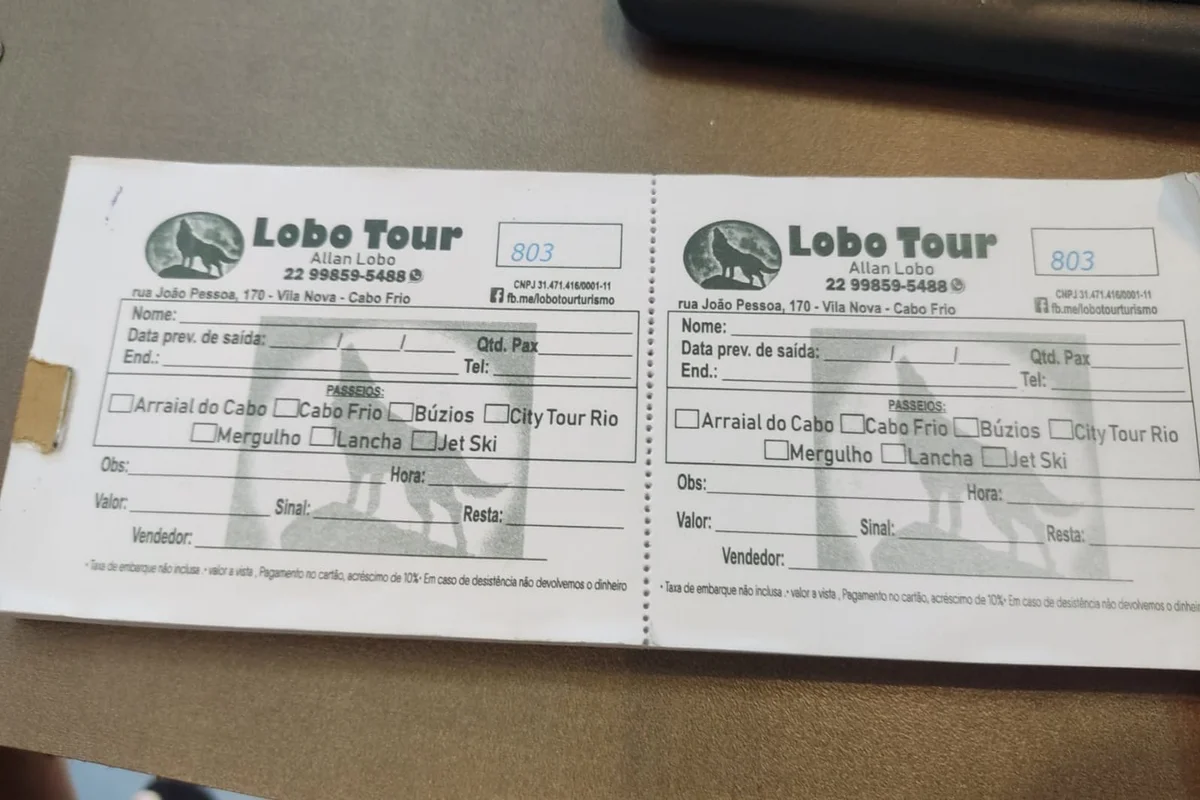 Lobo Tour
Allan Lobo
22 99859-5488
rua João Pessoa, 170 - Vila Nova - Cabo Frio
803
CNPJ 31.471.416/0001-11
fb.me/lobotourturismo
Nome:
Data prev. de saída: / / Qtd. Pax
End.: Tel:
PASSEIOS:
Arraial do Cabo Cabo Frio Búzios City Tour Rio
Mergulho Lancha Jet Ski
Obs: Hora:
Valor: Sinal: Resta:
Vendedor:
• Taxa de embarque não inclusa .• valor a vista , Pagamento no cartão, acréscimo de 10%• Em caso de desistência não devolvemos o dinheiro
Lobo Tour
Allan Lobo
22 99859-5488
rua João Pessoa, 170 - Vila Nova - Cabo Frio
803
CNPJ 31.471.416/0001-11
fb.me/lobotourturismo
Nome:
Data prev. de saída: / / Qtd. Pax
End.: Tel:
PASSEIOS:
Arraial do Cabo Cabo Frio Búzios City Tour Rio
Mergulho Lancha Jet Ski
Obs: Hora:
Valor: Sinal: Resta:
Vendedor:
• Taxa de embarque não inclusa .• valor a vista , Pagamento no cartão, acréscimo de 10%• Em caso de desistência não devolvemos o